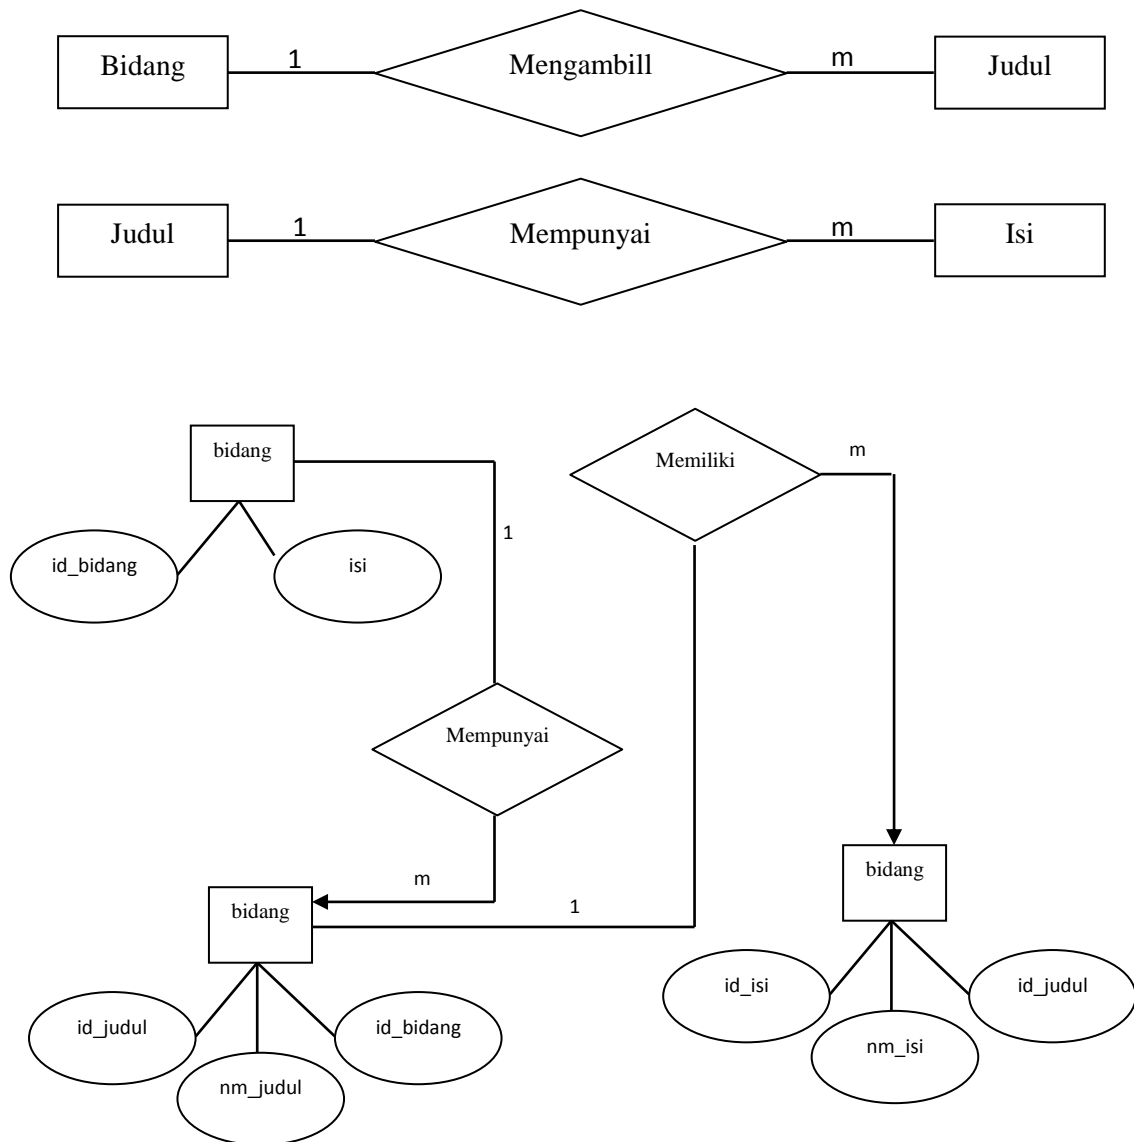 Bidang 1 Mengambill m Judul
Judul 1 Mempunyai m Isi
bidang Memiliki m
1
id_bidang isi
Mempunyai
m
bidang 1 bidang
id_judul id_bidang id_isi id_judul
nm_judul nm_isi